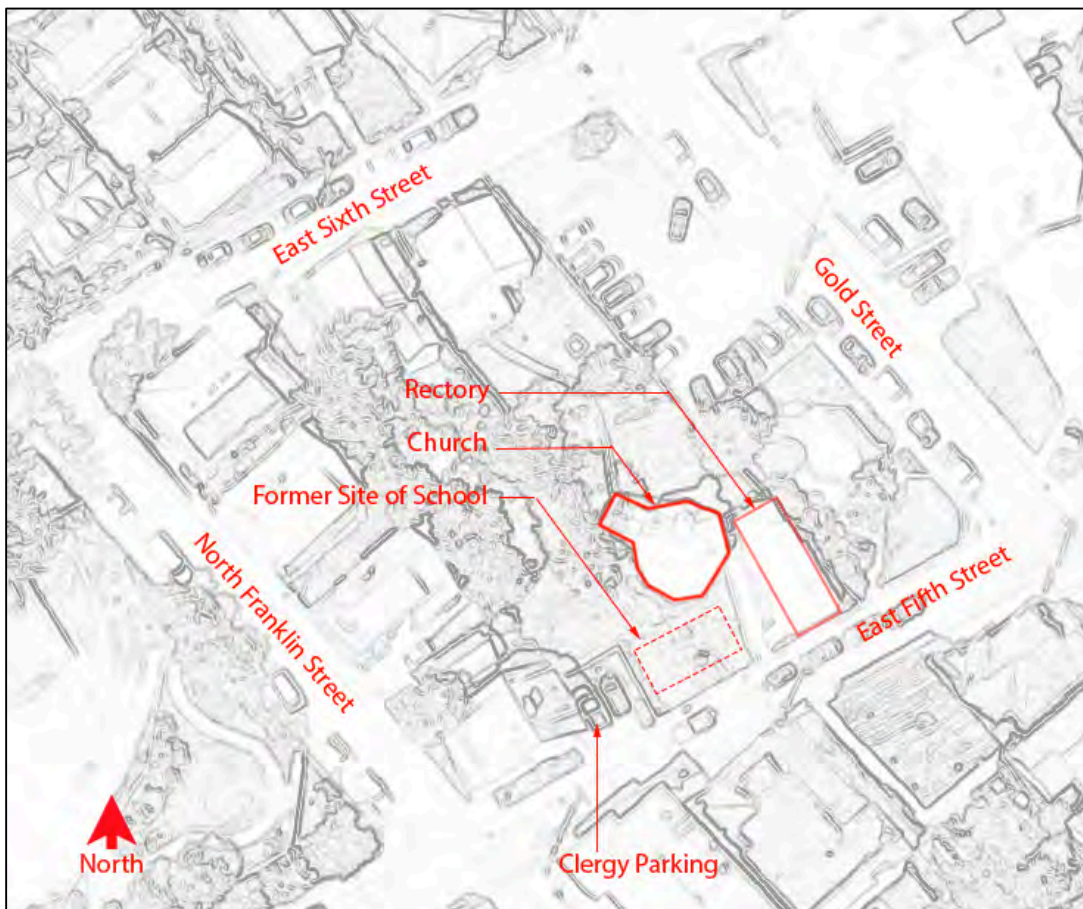 East Sixth Street
Gold Street
Rectory
Church
Former Site of School
North Franklin Street
East Fifth Street
North
Clergy Parking